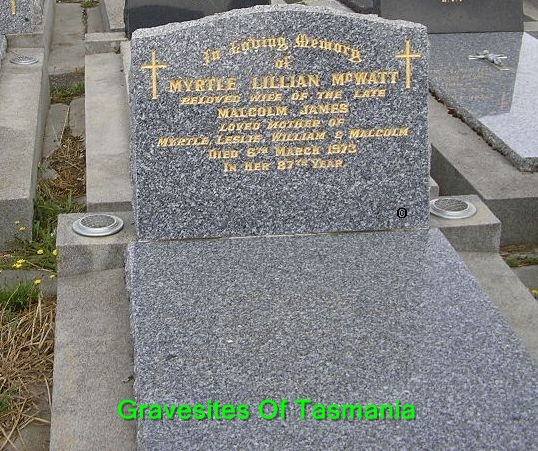 In Loving Memory
of
MYRTLE LILLIAN McWATT
BELOVED WIFE OF THE LATE
MALCOLM JAMES
LOVED MOTHER OF
MYRTLE, LESLIE, WILLIAM & MALCOLM
DIED 6TH MARCH 1973
IN HER 87TH YEAR.
Gravesites Of Tasmania